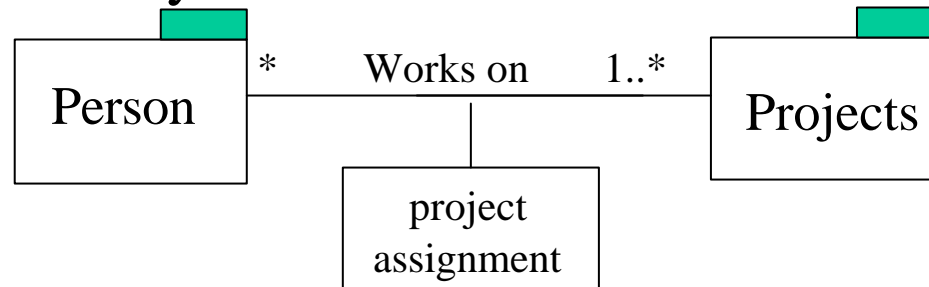 * Works on 1..*
Person
Projects
project
assignment